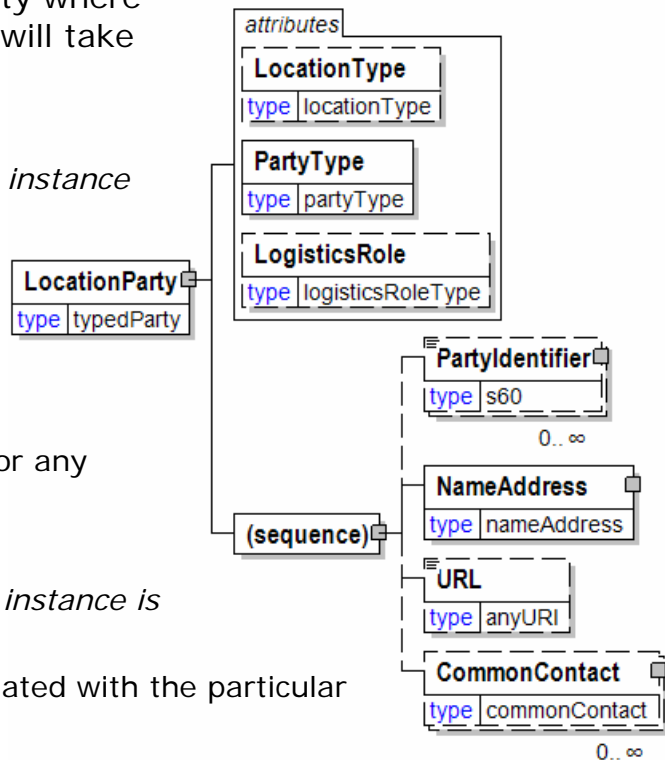 ty where
will take
instance
or any
instance is
ated with the particular
attributes
LocationType
type locationType
PartyType
type partyType
LogisticsRole
type logisticsRoleType
LocationParty
type typedParty
PartyIdentifier
type s60
0.. ∞
NameAddress
type nameAddress
(sequence)
URL
type anyURI
CommonContact
type commonContact
0.. ∞